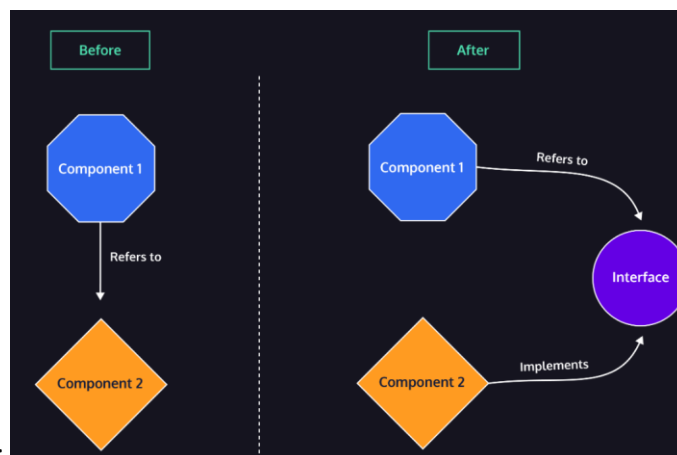 Before
Component 1
Refers to
Component 2
After
Component 1
Refers to
Interface
Component 2
Implements